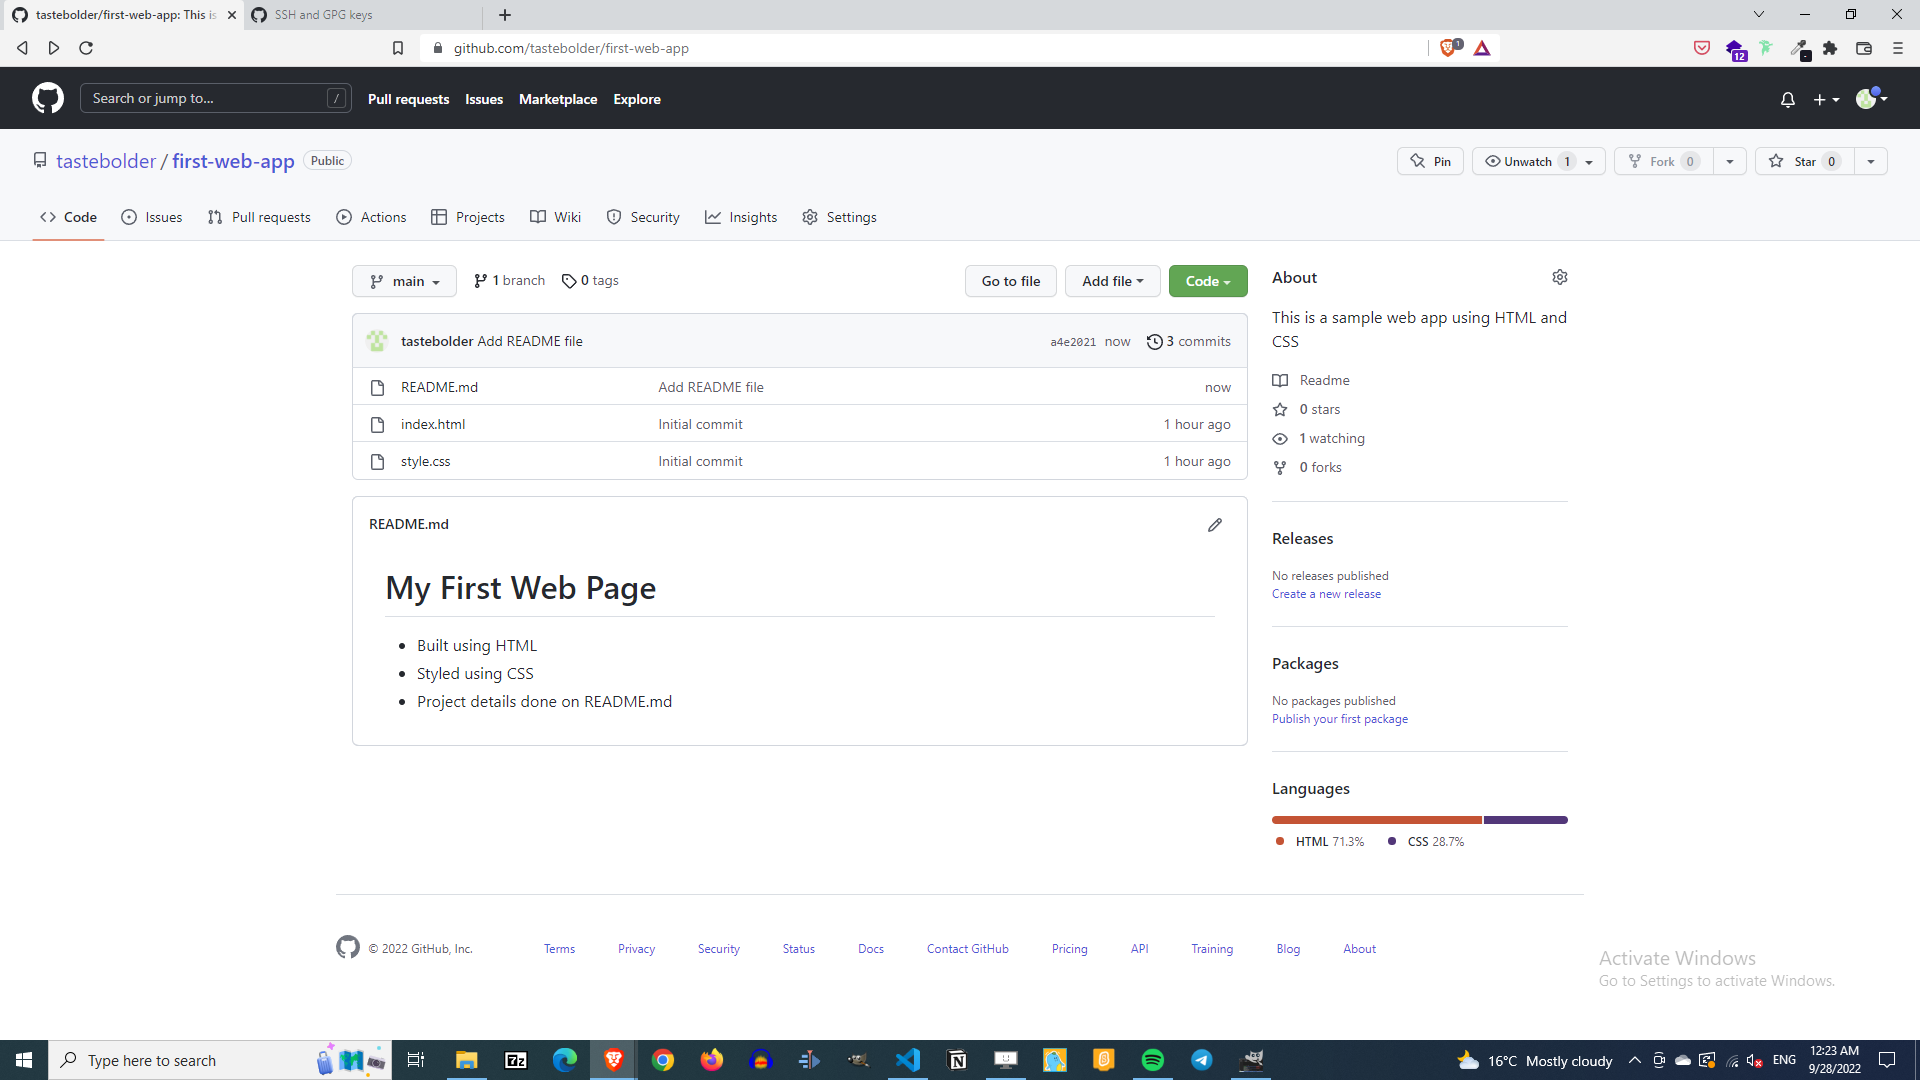 tastebolder/first-web-app: This is
SSH and GPG keys
github.com/tastebolder/first-web-app
1
12
Search or jump to...
/
Pull requests
Issues
Marketplace
Explore
tastebolder / first-web-app
Public
Pin
Unwatch 1
Fork 0
Star 0
Code
Issues
Pull requests
Actions
Projects
Wiki
Security
Insights
Settings
main
1 branch
0 tags
Go to file
Add file
Code
tastebolder Add README file
a4e2021 now
3 commits
README.md Add README file now
index.html Initial commit 1 hour ago
style.css Initial commit 1 hour ago
README.md
My First Web Page
Built using HTML
Styled using CSS
Project details done on README.md
About
This is a sample web app using HTML and
CSS
Readme
0 stars
1 watching
0 forks
Releases
No releases published
Create a new release
Packages
No packages published
Publish your first package
Languages
HTML 71.3% CSS 28.7%
© 2022 GitHub, Inc.
Terms
Privacy
Security
Status
Docs
Contact GitHub
Pricing
API
Training
Blog
About
Activate Windows
Go to Settings to activate Windows.
Type here to search
7z
16°C Mostly cloudy
ENG
12:23 AM
9/28/2022